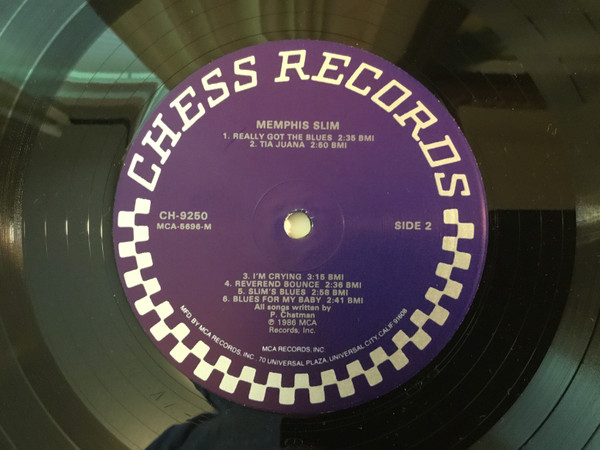 CHESS RECORDS
MEMPHIS SLIM
1. REALLY GOT THE BLUES 2:35 BMI
2. TIA JUANA 2:50 BMI
CH-9250
MCA-5696-M
SIDE 2
3. I'M CRYING 3:15 BMI
4. REVEREND BOUNCE 2:36 BMI
5. SLIM'S BLUES 2:58 BMI
6. BLUES FOR MY BABY 2:41 BMI
All songs written by
P. Chatman
℗ 1986 MCA
Records, Inc.
MCA RECORDS, INC
MFD. BY MCA RECORDS, INC., 70 UNIVERSAL PLAZA, UNIVERSAL CITY, CALIF. 91608